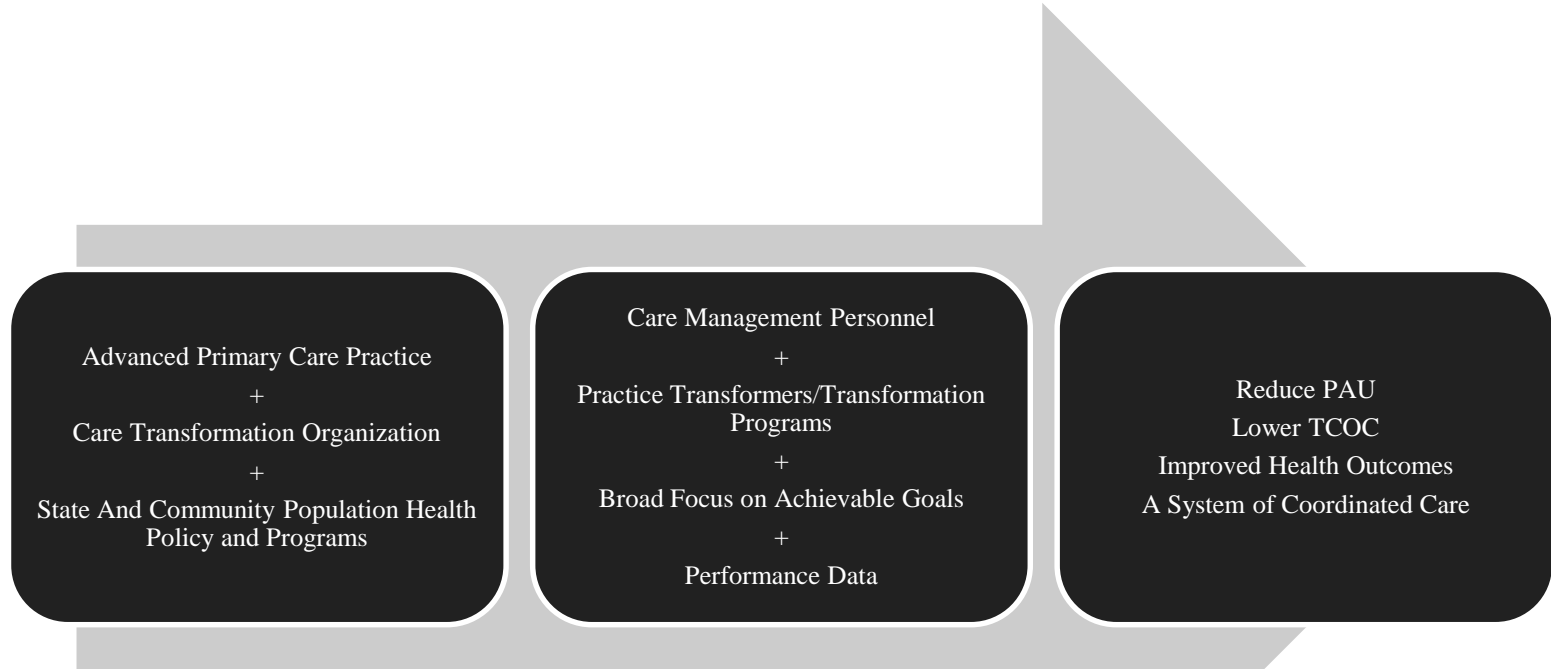 Advanced Primary Care Practice
+
Care Transformation Organization
+
State And Community Population Health
Policy and Programs
Care Management Personnel
+
Practice Transformers/Transformation
Programs
+
Broad Focus on Achievable Goals
+
Performance Data
Reduce PAU
Lower TCOC
Improved Health Outcomes
A System of Coordinated Care